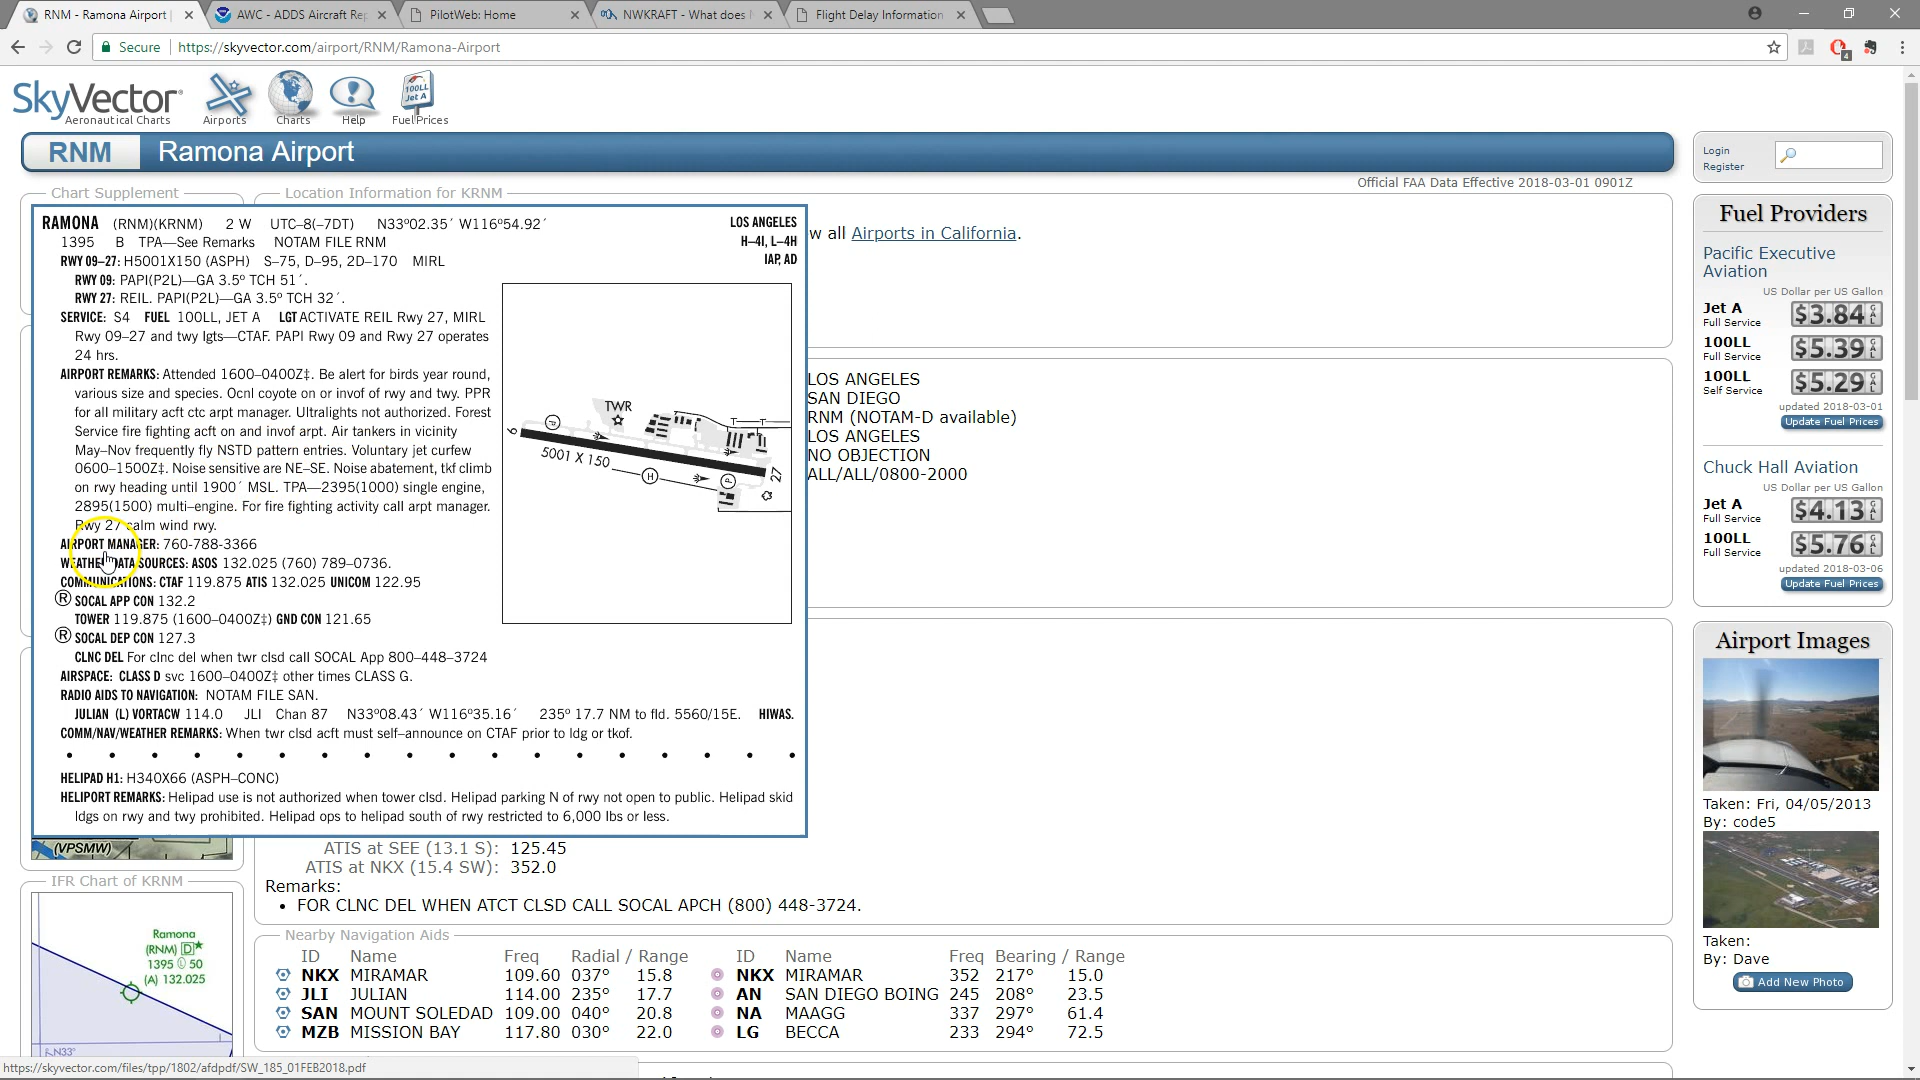 RNM - Ramona Airport |
AWC - ADDS Aircraft Rep
PilotWeb: Home
NWKRAFT - What does
Flight Delay Information
Secure
https://skyvector.com/airport/RNM/Ramona-Airport
4
SkyVector
Aeronautical Charts
Airports
Charts
Help
100LL
Jet A
Fuel Prices
RNM
Ramona Airport
Login
Register
Official FAA Data Effective 2018-03-01 0901Z
Chart Supplement
Location Information for KRNM
RAMONA (RNM)(KRNM) 2 W UTC–8(–7DT) N33°02.35´ W116°54.92´
LOS ANGELES
1395 B TPA—See Remarks NOTAM FILE RNM
H–4I, L–4H
RWY 09–27: H5001X150 (ASPH) S–75, D–95, 2D–170 MIRL
IAP, AD
RWY 09: PAPI(P2L)—GA 3.5° TCH 51´.
RWY 27: REIL. PAPI(P2L)—GA 3.5° TCH 32´.
SERVICE: S4 FUEL 100LL, JET A LGT ACTIVATE REIL Rwy 27, MIRL
Rwy 09–27 and twy lgts—CTAF. PAPI Rwy 09 and Rwy 27 operates
24 hrs.
AIRPORT REMARKS: Attended 1600–0400Z‡. Be alert for birds year round,
various size and species. Ocnl coyote on or invof of rwy and twy. PPR
for all military acft ctc arpt manager. Ultralights not authorized. Forest
Service fire fighting acft on and invof arpt. Air tankers in vicinity
May–Nov frequently fly NSTD pattern entries. Voluntary jet curfew
0600–1500Z‡. Noise sensitive are NE–SE. Noise abatement, tkf climb
on rwy heading until 1900´ MSL. TPA—2395(1000) single engine,
2895(1500) multi–engine. For fire fighting activity call arpt manager.
Rwy 27 calm wind rwy.
AIRPORT MANAGER: 760-788-3366
WEATHER DATA SOURCES: ASOS 132.025 (760) 789–0736.
COMMUNICATIONS: CTAF 119.875 ATIS 132.025 UNICOM 122.95
Ⓡ SOCAL APP CON 132.2
TOWER 119.875 (1600–0400Z‡) GND CON 121.65
Ⓡ SOCAL DEP CON 127.3
CLNC DEL For clnc del when twr clsd call SOCAL App 800–448–3724
AIRSPACE: CLASS D svc 1600–0400Z‡ other times CLASS G.
RADIO AIDS TO NAVIGATION: NOTAM FILE SAN.
JULIAN (L) VORTACW 114.0 JLI Chan 87 N33°08.43´ W116°35.16´ 235° 17.7 NM to fld. 5560/15E. HIWAS.
COMM/NAV/WEATHER REMARKS: When twr clsd acft must self–announce on CTAF prior to ldg or tkof.
HELIPAD H1: H340X66 (ASPH–CONC)
HELIPORT REMARKS: Helipad use is not authorized when tower clsd. Helipad parking N of rwy not open to public. Helipad skid
ldgs on rwy and twy prohibited. Helipad ops to helipad south of rwy restricted to 6,000 lbs or less.
TWR
9
P
5001 X 150
H
P
27
w all Airports in California.
LOS ANGELES
SAN DIEGO
RNM (NOTAM-D available)
LOS ANGELES
NO OBJECTION
ALL/ALL/0800-2000
(VPSMW)
ATIS at SEE (13.1 S): 125.45
ATIS at NKX (15.4 SW): 352.0
Remarks:
• FOR CLNC DEL WHEN ATCT CLSD CALL SOCAL APCH (800) 448-3724.
IFR Chart of KRNM
Ramona
(RNM) D★
1395 Ⓛ 50
(A) 132.025
N33°
Nearby Navigation Aids
ID Name Freq Radial / Range ID Name Freq Bearing / Range
NKX MIRAMAR 109.60 037° 15.8 NKX MIRAMAR 352 217° 15.0
JLI JULIAN 114.00 235° 17.7 AN SAN DIEGO BOING 245 208° 23.5
SAN MOUNT SOLEDAD 109.00 040° 20.8 NA MAAGG 337 297° 61.4
MZB MISSION BAY 117.80 030° 22.0 LG BECCA 233 294° 72.5
https://skyvector.com/files/tpp/1802/afdpdf/SW_185_01FEB2018.pdf
Fuel Providers
Pacific Executive
Aviation
US Dollar per US Gallon
Jet A
Full Service
$3.84 GAL
100LL
Full Service
$5.39 GAL
100LL
Self Service
$5.29 GAL
updated 2018-03-01
Update Fuel Prices
Chuck Hall Aviation
US Dollar per US Gallon
Jet A
Full Service
$4.13 GAL
100LL
Full Service
$5.76 GAL
updated 2018-03-06
Update Fuel Prices
Airport Images
Taken: Fri, 04/05/2013
By: code5
Taken:
By: Dave
Add New Photo